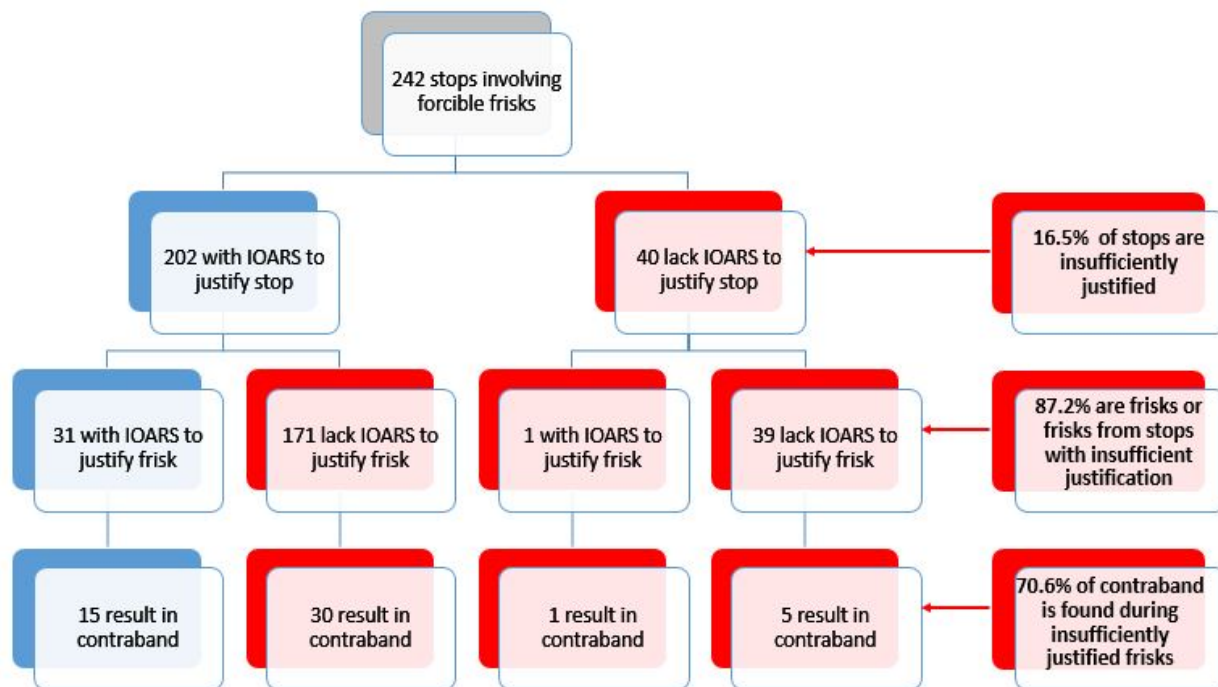 242 stops involving
forcible frisks
202 with IOARS to
justify stop
40 lack IOARS to
justify stop
16.5% of stops are
insufficiently
justified
31 with IOARS to
justify frisk
171 lack IOARS to
justify frisk
1 with IOARS to
justify frisk
39 lack IOARS to
justify frisk
87.2% are frisks or
frisks from stops
with insufficient
justification
15 result in
contraband
30 result in
contraband
1 result in
contraband
5 result in
contraband
70.6% of contraband
is found during
insufficiently
justified frisks